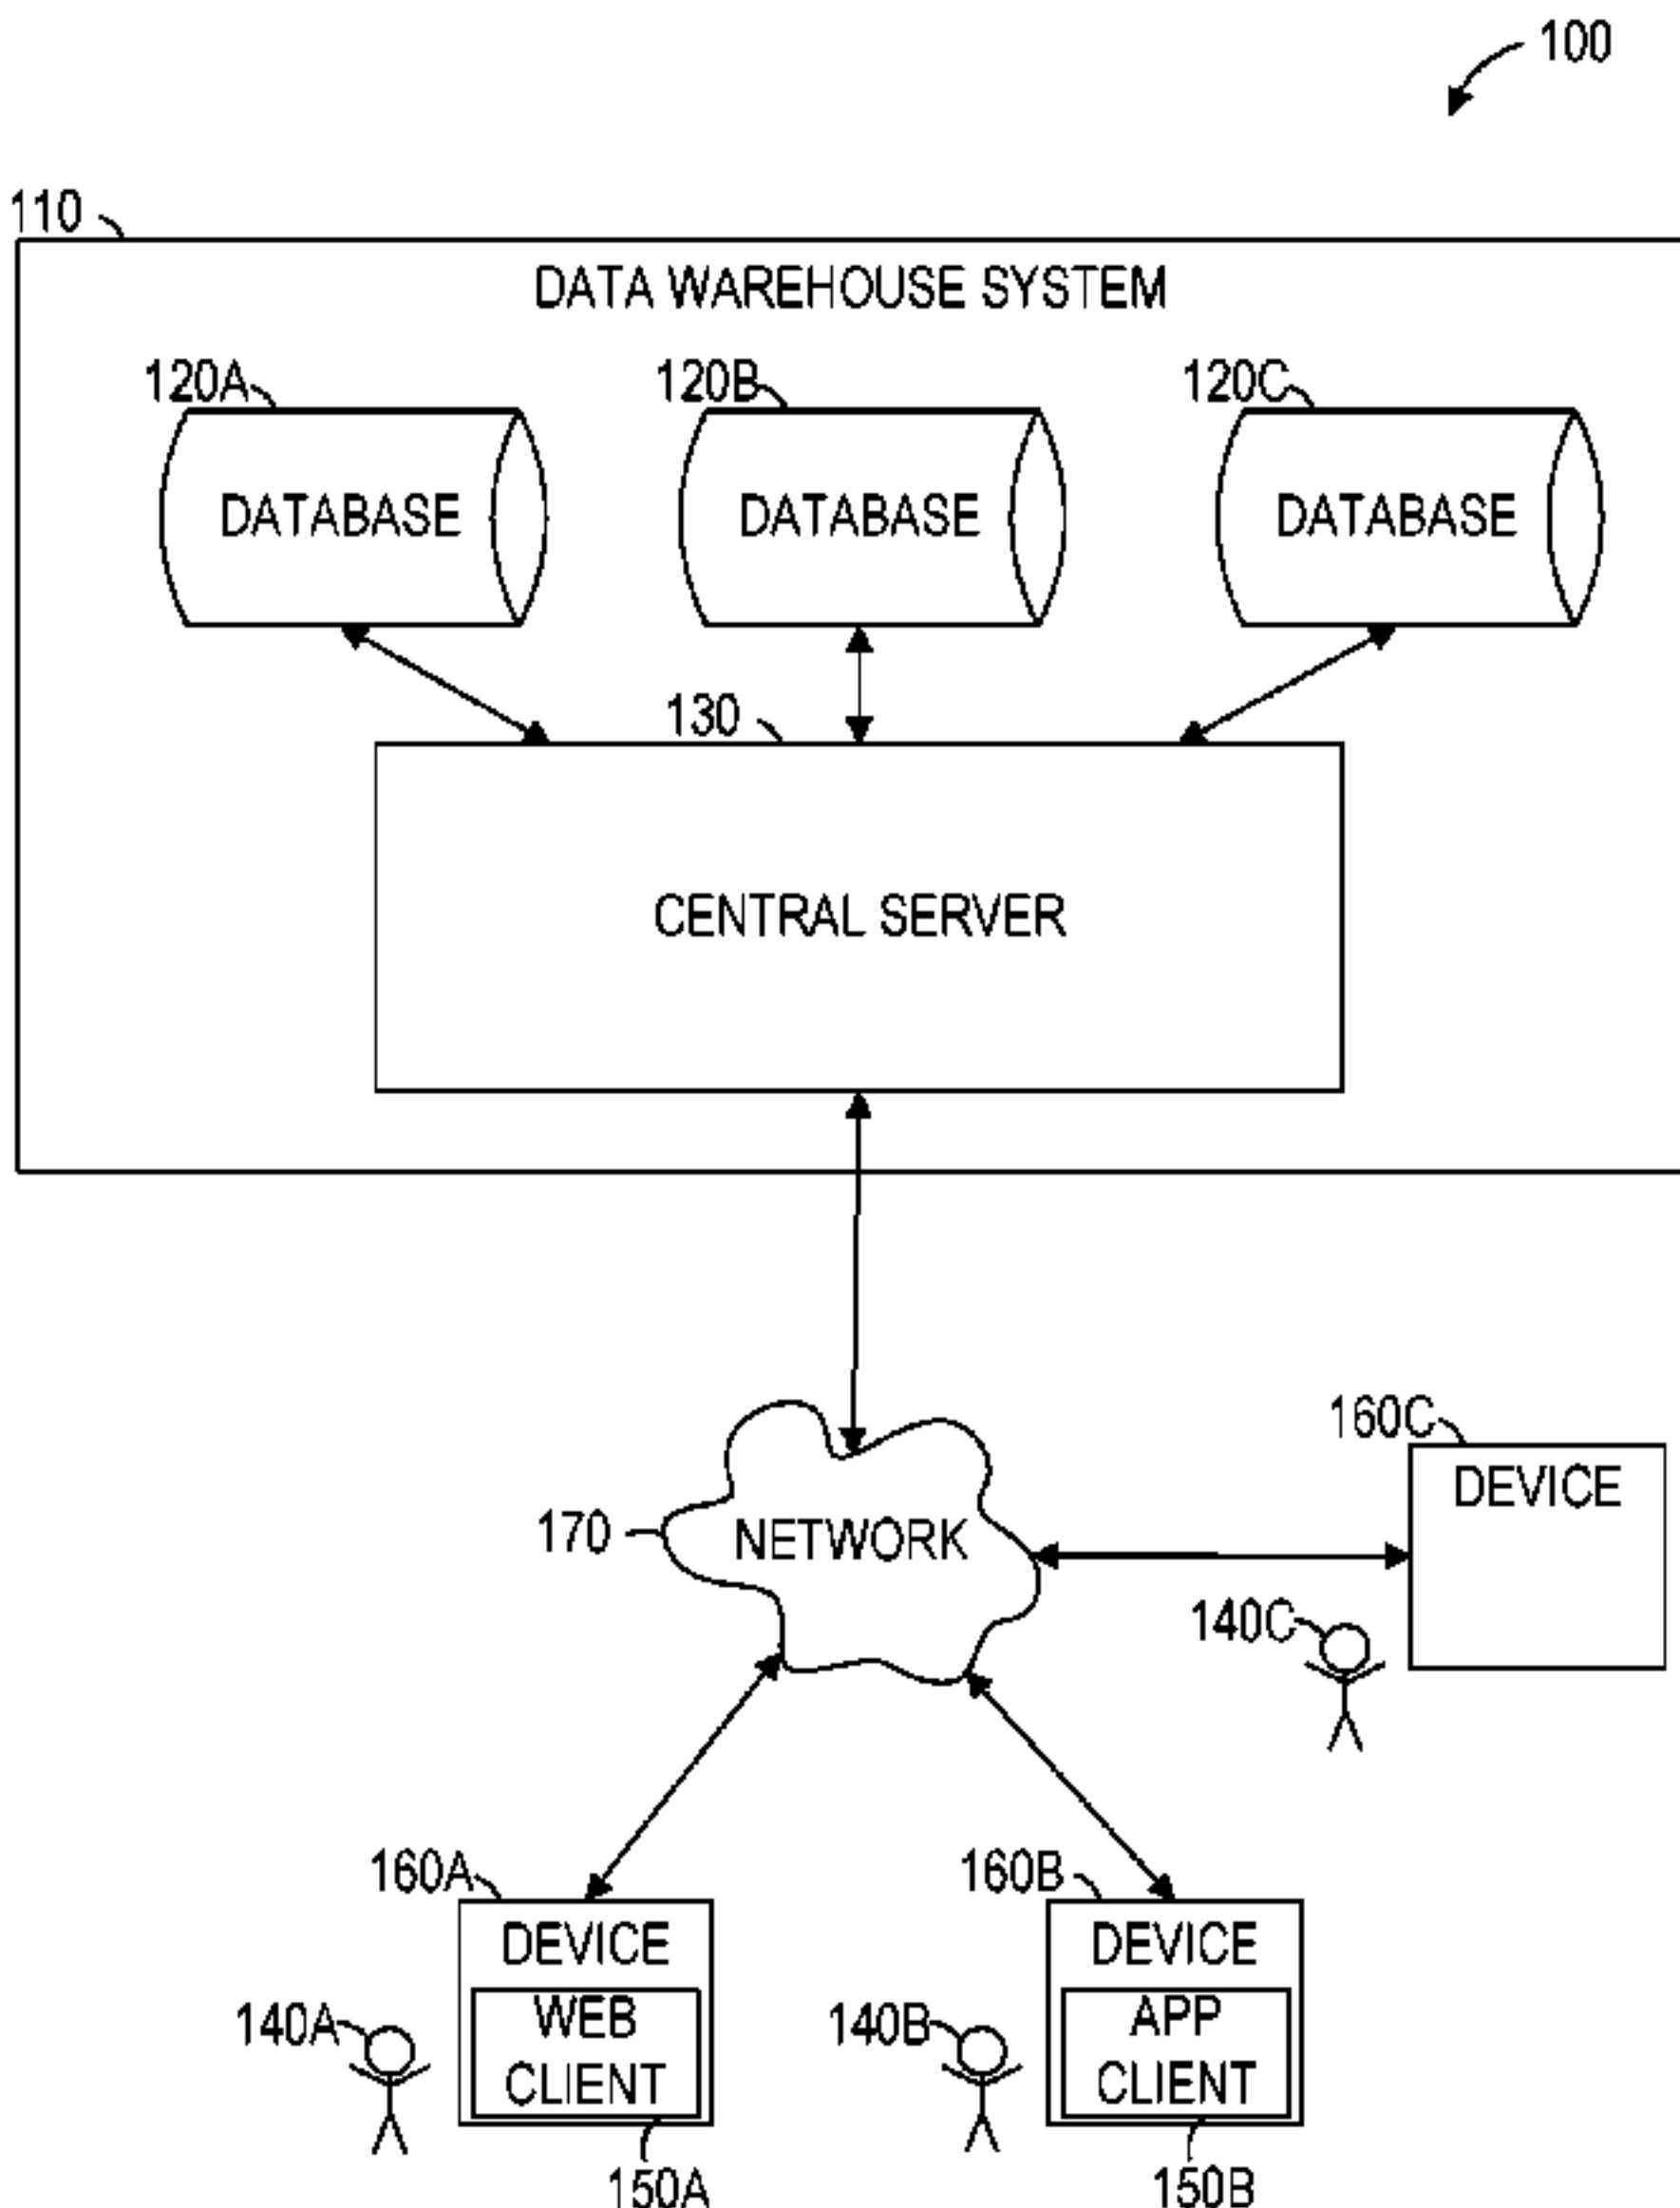 100
110
DATA WAREHOUSE SYSTEM
120A
120B
120C
DATABASE
DATABASE
DATABASE
130
CENTRAL SERVER
160C
DEVICE
170
NETWORK
140C
160A
160B
DEVICE
DEVICE
140A
WEB
CLIENT
140B
APP
CLIENT
150A
150B